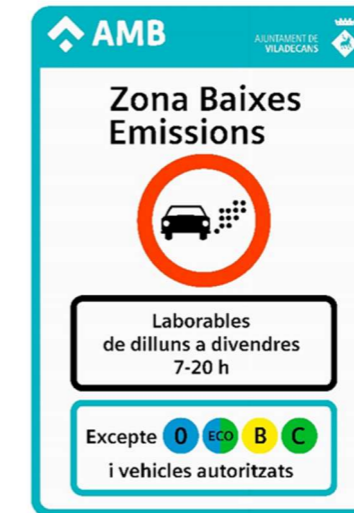 AMB
AJUNTAMENT DE
VILADECANS
Zona Baixes
Emissions
Laborables
de dilluns a divendres
7-20 h
Excepte 0 ECO B C
i vehicles autoritzats